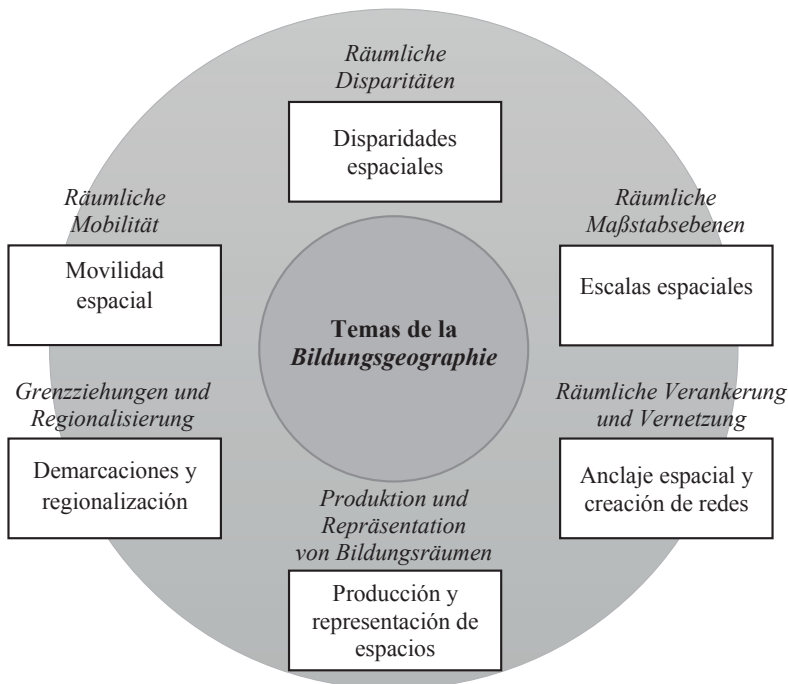 Räumliche
Disparitäten
Disparidades
espaciales
Räumliche
Mobilität
Movilidad
espacial
Räumliche
Maßstabsebenen
Escalas espaciales
Temas de la
Bildungsgeographie
Grenzziehungen und
Regionalisierung
Demarcaciones y
regionalización
Räumliche Verankerung
und Vernetzung
Anclaje espacial y
creación de redes
Produktion und
Repräsentation
von Bildungsräumen
Producción y
representación de
espacios